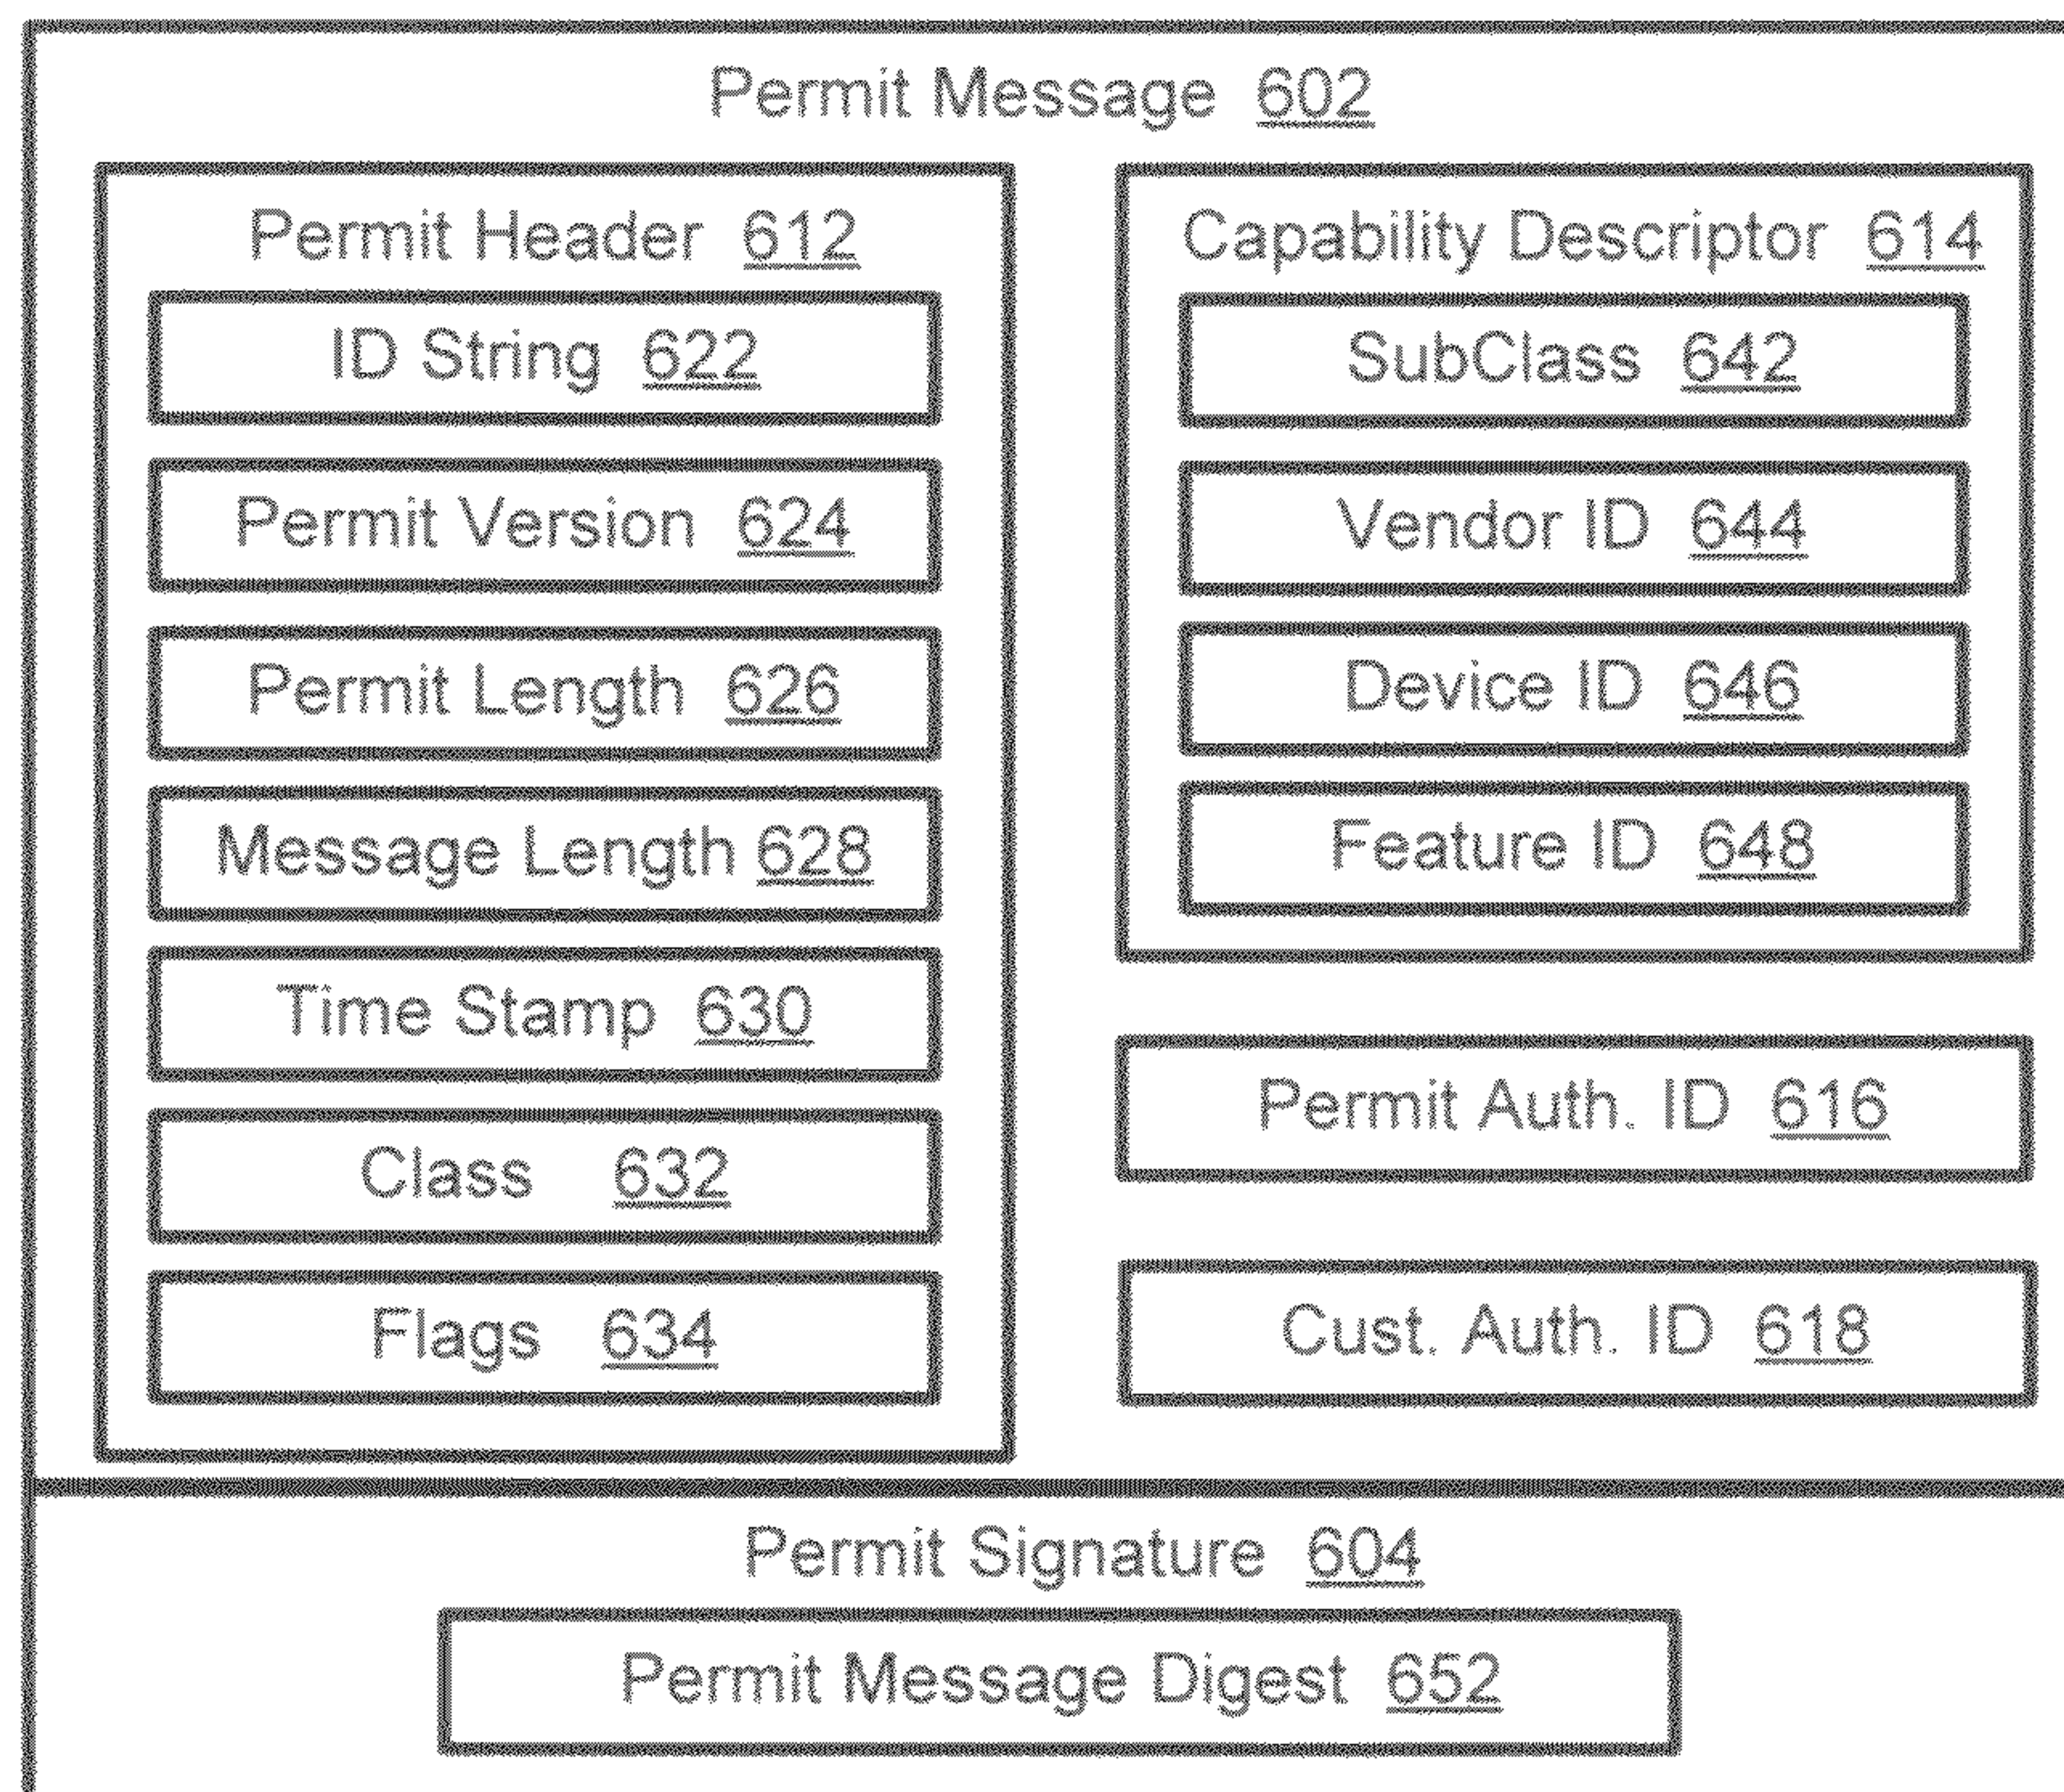 Permit Message 602
Permit Header 612
ID String 622
Permit Version 624
Permit Length 626
Message Length 628
Time Stamp 630
Class 632
Flags 634
Capability Descriptor 614
SubClass 642
Vendor ID 644
Device ID 646
Feature ID 648
Permit Auth. ID 616
Cust. Auth. ID 618
Permit Signature 604
Permit Message Digest 652